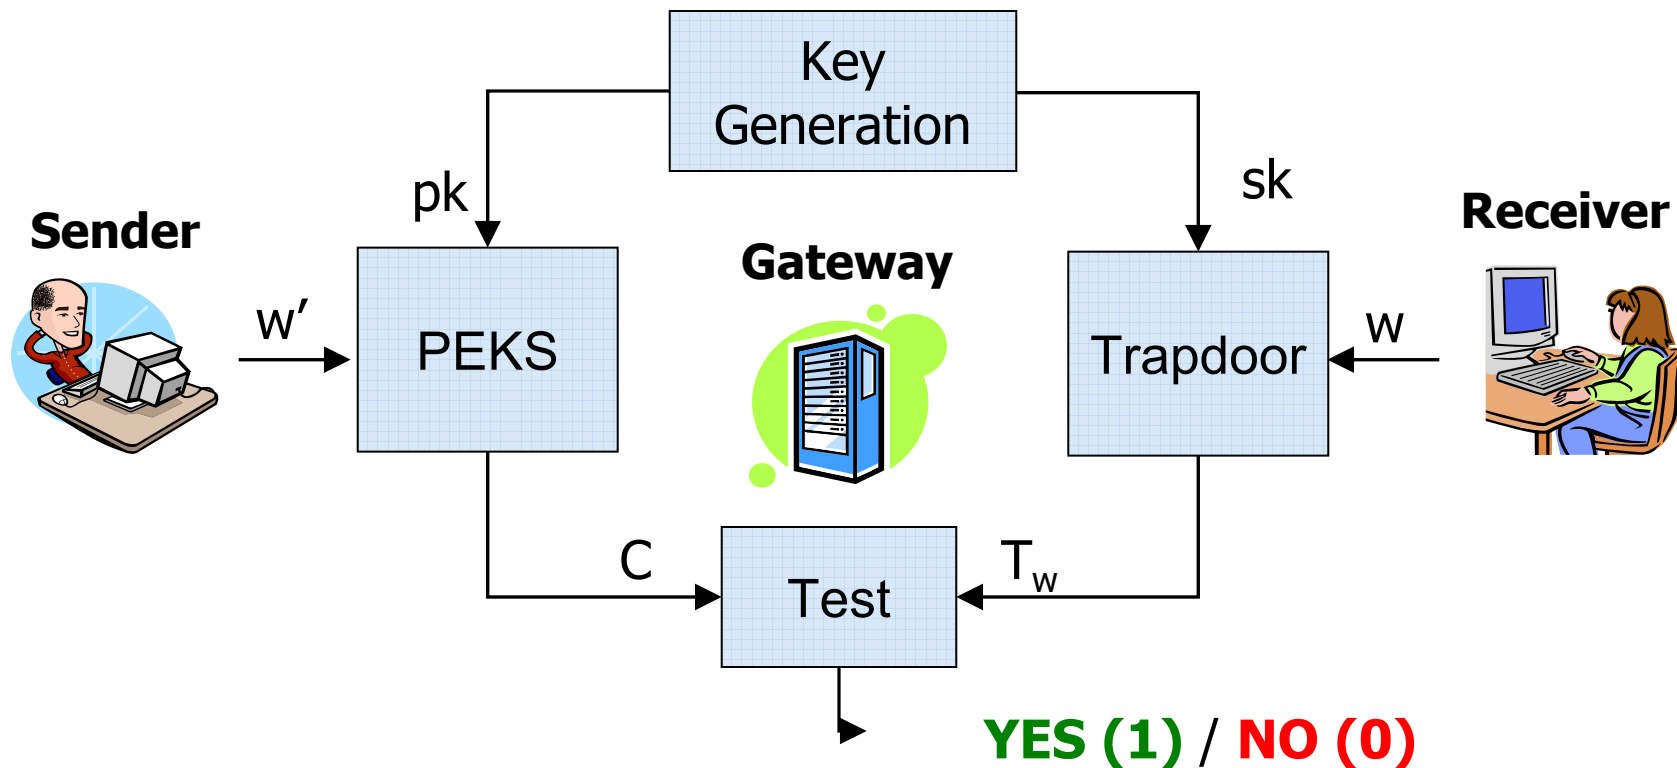 Key
Generation
pk
sk
Sender
Receiver
Gateway
w'
PEKS
Trapdoor
w
C
Tw
Test
YES (1) / NO (0)